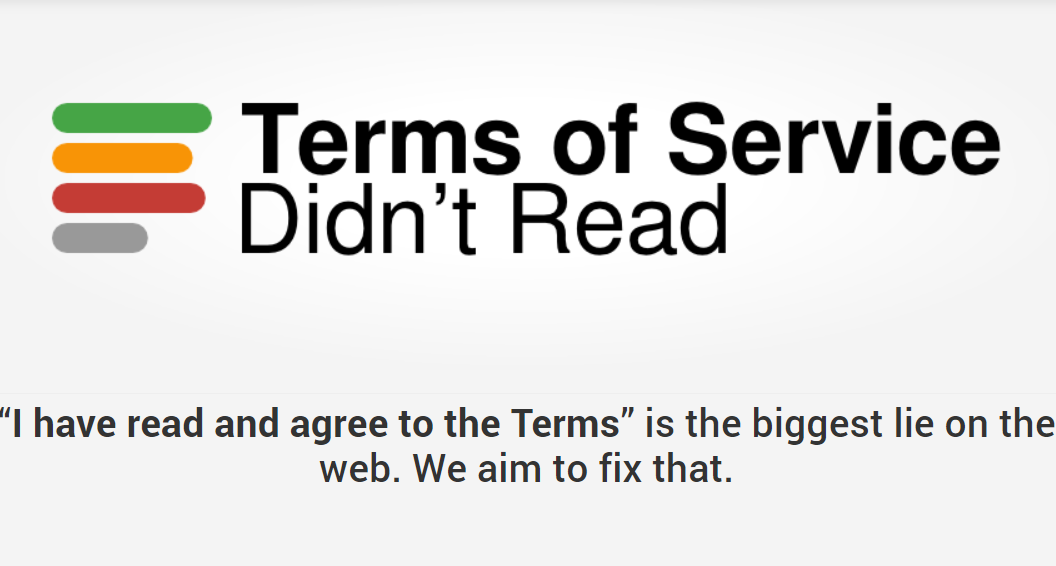 Terms of Service
Didn’t Read
“I have read and agree to the Terms” is the biggest lie on the
web. We aim to fix that.